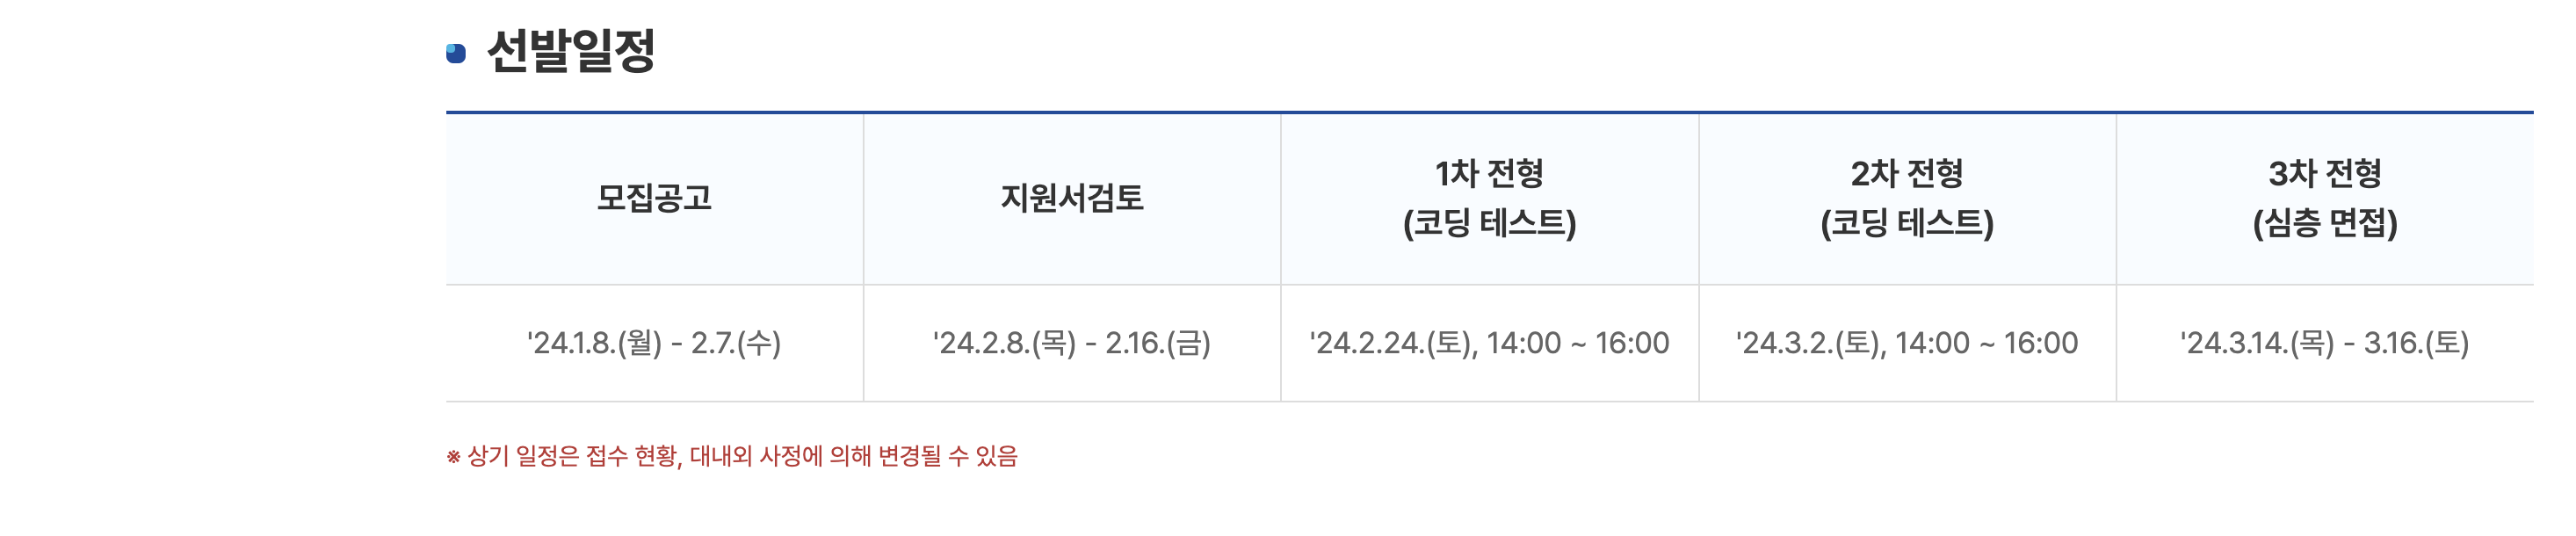 선발일정
모집공고
지원서검토
1차 전형
(코딩 테스트)
2차 전형
(코딩 테스트)
3차 전형
(심층 면접)
'24.1.8.(월) - 2.7.(수)
'24.2.8.(목) - 2.16.(금)
'24.2.24.(토), 14:00 ~ 16:00
'24.3.2.(토), 14:00 ~ 16:00
'24.3.14.(목) - 3.16.(토)
※ 상기 일정은 접수 현황, 대내외 사정에 의해 변경될 수 있음